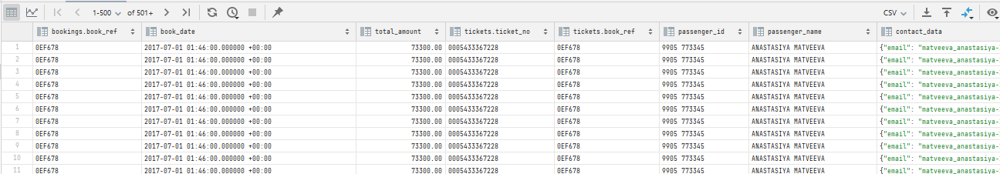 1-500 of 501+ CSV
bookings.book_ref book_date total_amount tickets.ticket_no tickets.book_ref passenger_id passenger_name contact_data
1 0EF678 2017-07-01 01:46:00.000000 +00:00 73300.00 0005433367228 0EF678 9905 773345 ANASTASIYA MATVEEVA {"email": "matveeva_anastasiya-
2 0EF678 2017-07-01 01:46:00.000000 +00:00 73300.00 0005433367228 0EF678 9905 773345 ANASTASIYA MATVEEVA {"email": "matveeva_anastasiya-
3 0EF678 2017-07-01 01:46:00.000000 +00:00 73300.00 0005433367228 0EF678 9905 773345 ANASTASIYA MATVEEVA {"email": "matveeva_anastasiya-
4 0EF678 2017-07-01 01:46:00.000000 +00:00 73300.00 0005433367228 0EF678 9905 773345 ANASTASIYA MATVEEVA {"email": "matveeva_anastasiya-
5 0EF678 2017-07-01 01:46:00.000000 +00:00 73300.00 0005433367228 0EF678 9905 773345 ANASTASIYA MATVEEVA {"email": "matveeva_anastasiya-
6 0EF678 2017-07-01 01:46:00.000000 +00:00 73300.00 0005433367228 0EF678 9905 773345 ANASTASIYA MATVEEVA {"email": "matveeva_anastasiya-
7 0EF678 2017-07-01 01:46:00.000000 +00:00 73300.00 0005433367228 0EF678 9905 773345 ANASTASIYA MATVEEVA {"email": "matveeva_anastasiya-
8 0EF678 2017-07-01 01:46:00.000000 +00:00 73300.00 0005433367228 0EF678 9905 773345 ANASTASIYA MATVEEVA {"email": "matveeva_anastasiya-
9 0EF678 2017-07-01 01:46:00.000000 +00:00 73300.00 0005433367228 0EF678 9905 773345 ANASTASIYA MATVEEVA {"email": "matveeva_anastasiya-
10 0EF678 2017-07-01 01:46:00.000000 +00:00 73300.00 0005433367228 0EF678 9905 773345 ANASTASIYA MATVEEVA {"email": "matveeva_anastasiya-
11 0EF678 2017-07-01 01:46:00.000000 +00:00 73300.00 0005433367228 0EF678 9905 773345 ANASTASIYA MATVEEVA {"email": "matveeva_anastasiya-